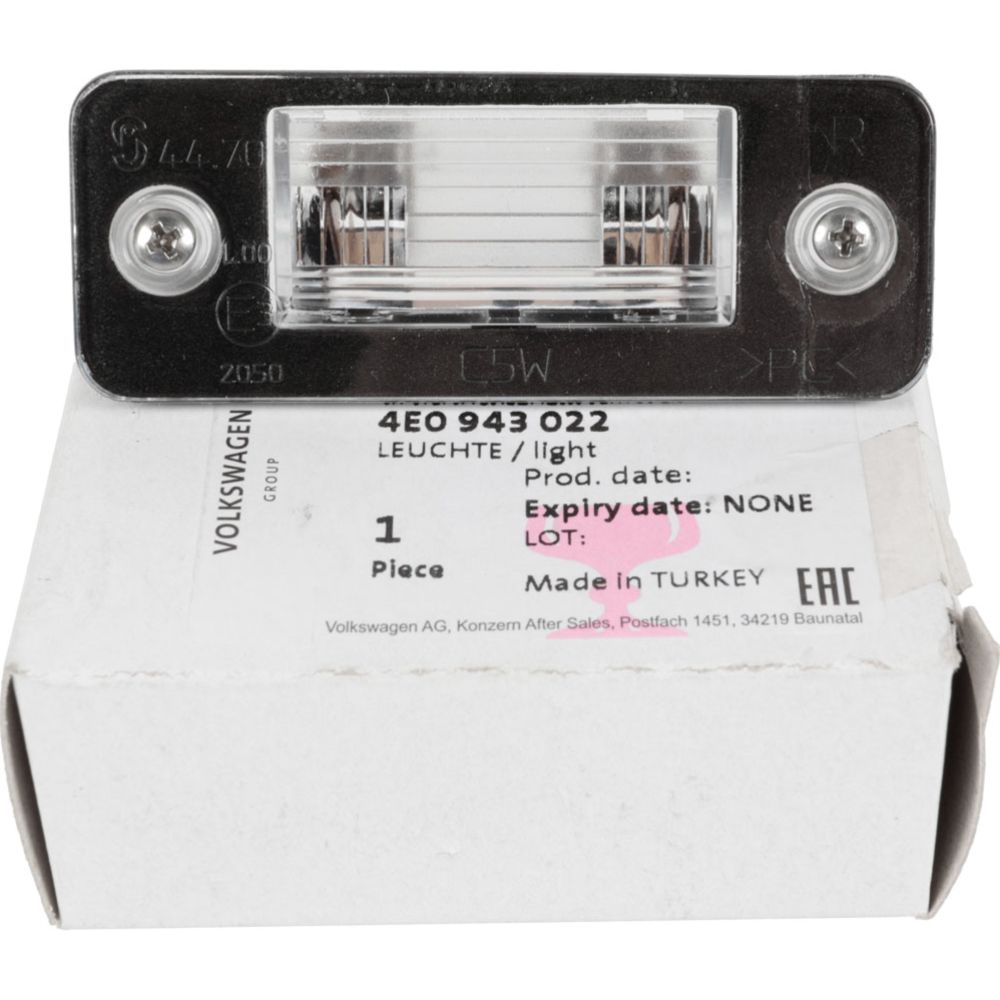 44.70
R
1.00
E
2050
C5W
>PC<
VOLKSWAGEN
GROUP
4E0 943 022
LEUCHTE / light
Prod. date:
Expiry date: NONE
LOT:
1
Piece
Made in TURKEY
EAC
Volkswagen AG, Konzern After Sales, Postfach 1451, 34219 Baunatal